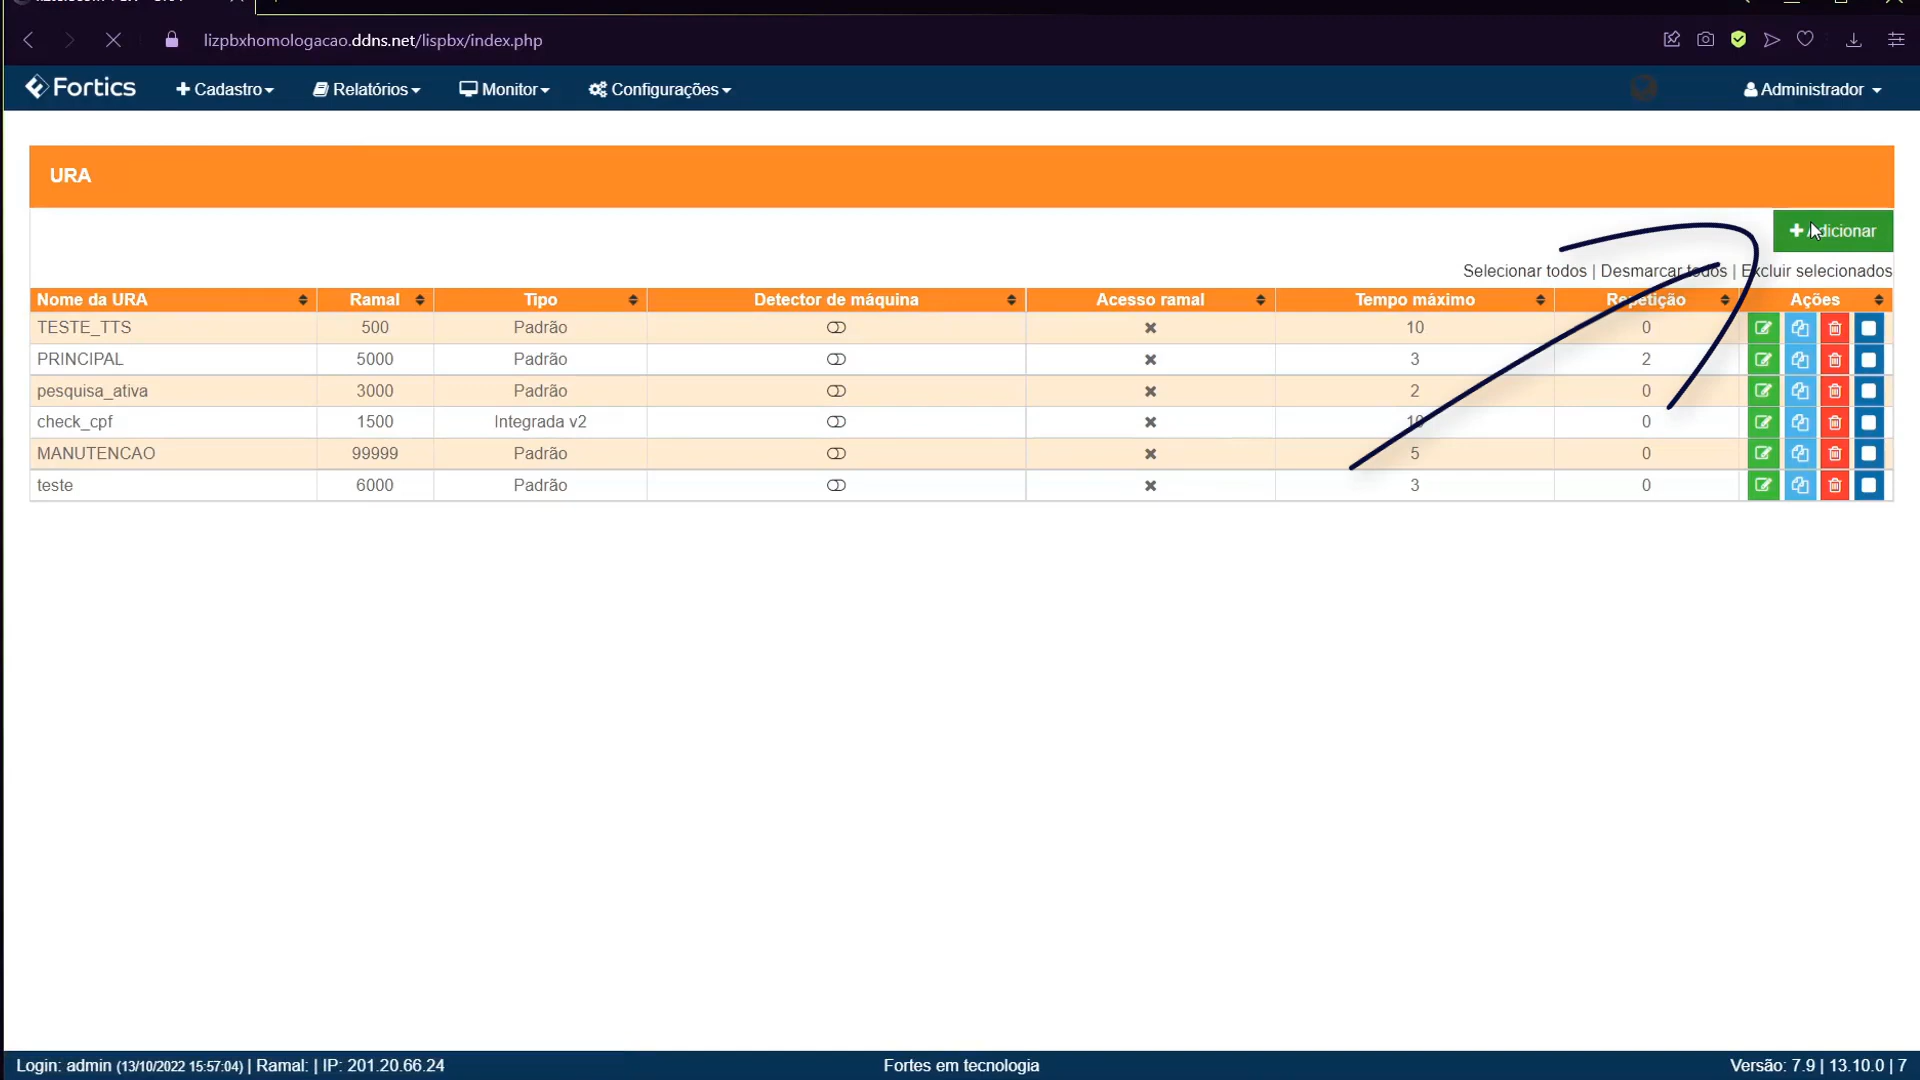 lizpbxhomologacao.ddns.net/lispbx/index.php
Fortics Cadastro Relatórios Monitor Configurações Administrador
URA
Adicionar
Selecionar todos | Desmarcar todos | Excluir selecionados
Nome da URA Ramal Tipo Detector de máquina Acesso ramal Tempo máximo Repetição Ações
TESTE_TTS 500 Padrão 10 0
PRINCIPAL 5000 Padrão 3 2
pesquisa_ativa 3000 Padrão 2 0
check_cpf 1500 Integrada v2 10 0
MANUTENCAO 99999 Padrão 5 0
teste 6000 Padrão 3 0
Login: admin (13/10/2022 15:57:04) | Ramal: | IP: 201.20.66.24 Fortes em tecnologia Versão: 7.9 | 13.10.0 | 7